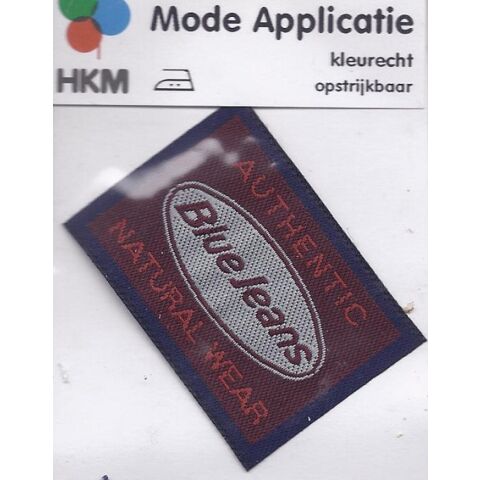 Mode Applicatie
kleurecht
opstrijkbaar
HKM
AUTHENTIC
Blue Jeans
NATURAL WEAR